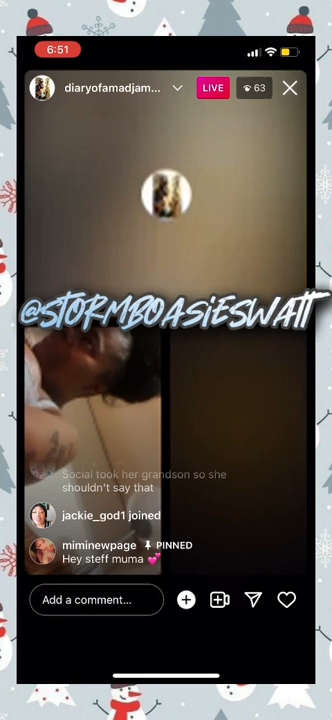 6:51
diaryofamadjam...
LIVE
63
@STORMBOASIESWATT
Social took her grandson so she
shouldn't say that
jackie_god1 joined
miminewpage PINNED
Hey steff muma 💕
Add a comment...